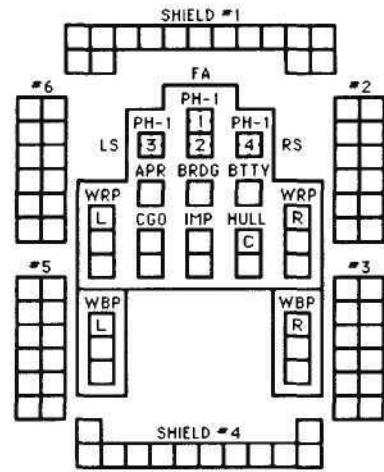 SHIELD #1
#6
FA
#2
PH-1
PH-1 1 PH-1
LS 3 2 4 RS
APR BRDG BTTY
WRP WRP
L CGO IMP HULL R
C
#5 #3
WBP WBP
L R
SHIELD #4